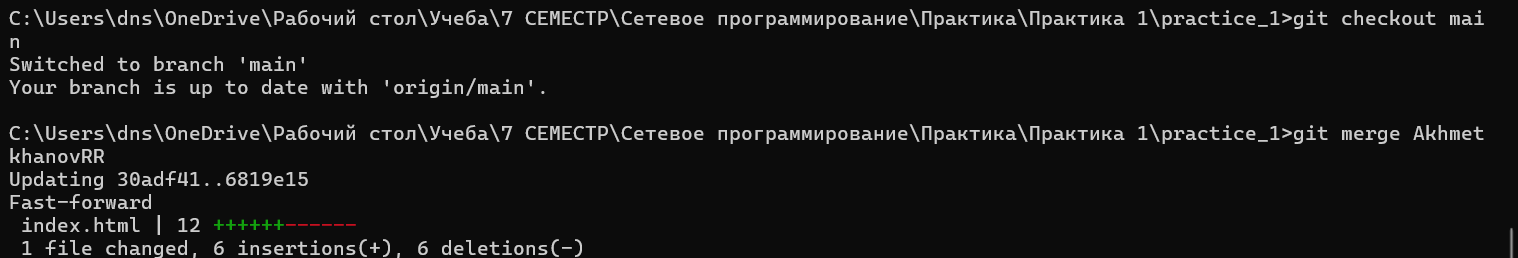 C:\Users\dns\OneDrive\Рабочий стол\Учеба\7 СЕМЕСТР\Сетевое программирование\Практика\Практика 1\practice_1>git checkout mai
n
Switched to branch 'main'
Your branch is up to date with 'origin/main'.
C:\Users\dns\OneDrive\Рабочий стол\Учеба\7 СЕМЕСТР\Сетевое программирование\Практика\Практика 1\practice_1>git merge Akhmet
khanovRR
Updating 30adf41..6819e15
Fast-forward
index.html | 12 ++++++------
1 file changed, 6 insertions(+), 6 deletions(-)